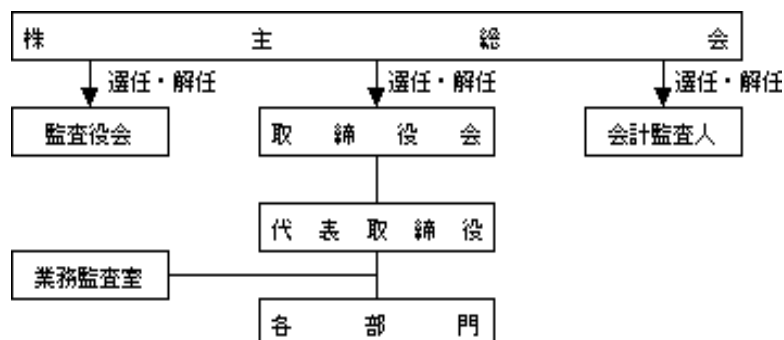 株主総会
選任・解任 選任・解任 選任・解任
監査役会 取締役会 会計監査人
代表取締役
業務監査室
各部門